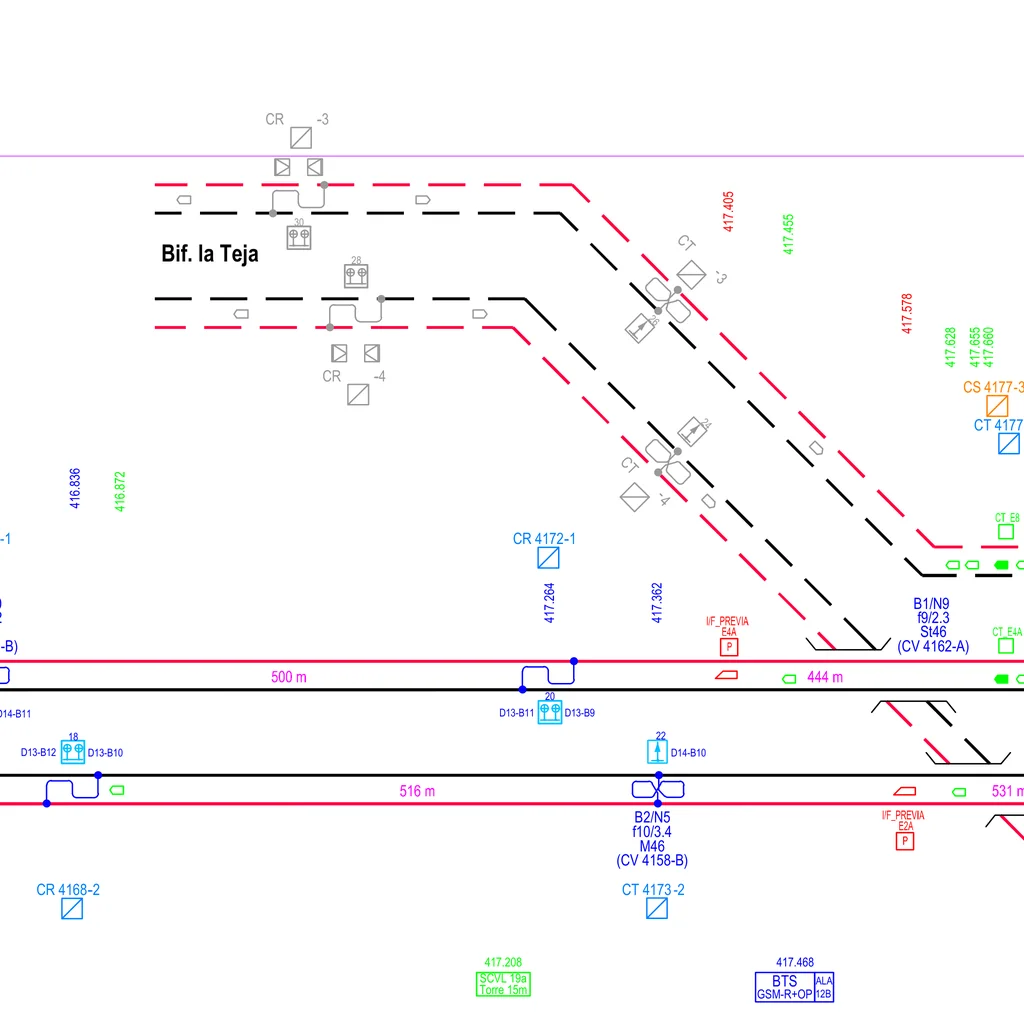 CR -3
30
Bif. la Teja
28
CR -4
CT -3
26
24
CT -4
417.405
417.455
417.578
417.628
417.655
417.660
CS 4177-3
CT 4177
416.836
416.872
CT_E8
-1
CR 4172-1
417.264
417.362
I/F_PREVIA
E4A
P
B1/N9
f9/2.3
St46
(CV 4162-A)
CT_E4A
-B)
500 m
444 m
D14-B11
20
D13-B11 D13-B9
18
D13-B12 D13-B10
22
D14-B10
516 m
531 m
B2/N5
f10/3.4
M46
(CV 4158-B)
I/F_PREVIA
E2A
P
CR 4168-2
CT 4173-2
417.208
SCVL 19a
Torre 15m
417.468
BTS ALA
GSM-R+OP 12B